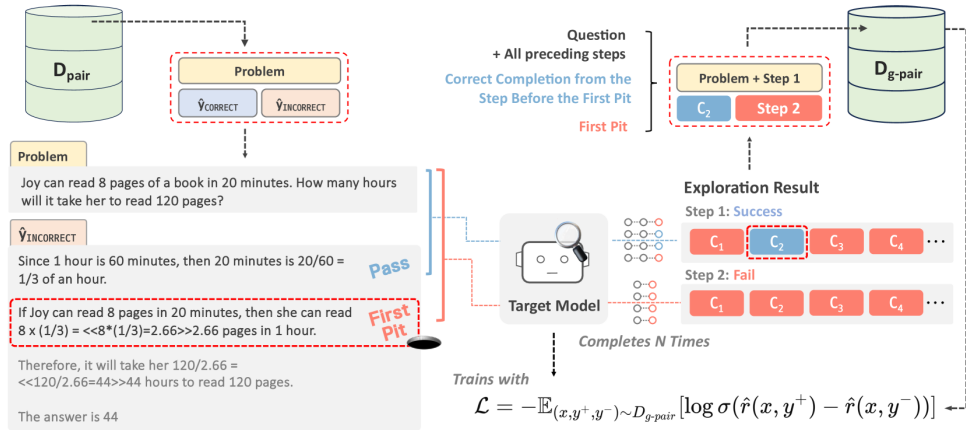 D_pair
Problem
ŷ_CORRECT
ŷ_INCORRECT
Question
+ All preceding steps
Correct Completion from the
Step Before the First Pit
First Pit
Problem + Step 1
C_2
Step 2
D_g-pair
Problem
Joy can read 8 pages of a book in 20 minutes. How many hours
will it take her to read 120 pages?
ŷ_INCORRECT
Since 1 hour is 60 minutes, then 20 minutes is 20/60 =
1/3 of an hour.
Pass
If Joy can read 8 pages in 20 minutes, then she can read
8 x (1/3) = <<8*(1/3)=2.66>>2.66 pages in 1 hour.
First
Pit
Therefore, it will take her 120/2.66 =
<<120/2.66=44>>44 hours to read 120 pages.
The answer is 44
Target Model
Exploration Result
Step 1: Success
C_1 C_2 C_3 C_4 ...
Step 2: Fail
C_1 C_2 C_3 C_4 ...
Completes N Times
Trains with
ℒ = −𝔼_{(x,y^+,y^−)∼D_{g-pair}}[log σ(r̂(x, y^+) − r̂(x, y^−))]